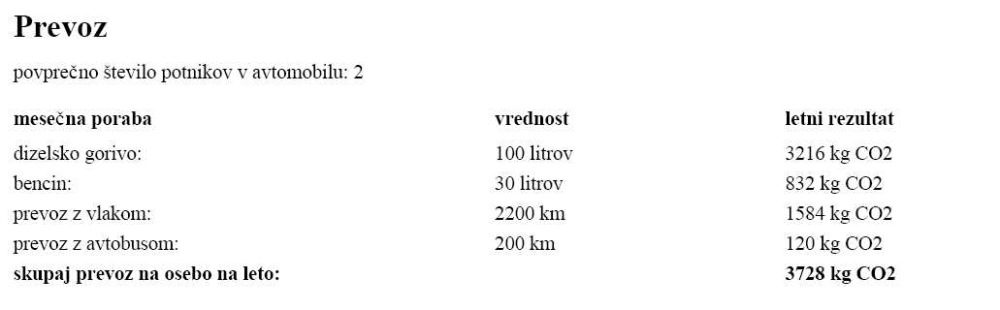 Prevoz
povprečno število potnikov v avtomobilu: 2
mesečna poraba vrednost letni rezultat
dizelsko gorivo: 100 litrov 3216 kg CO2
bencin: 30 litrov 832 kg CO2
prevoz z vlakom: 2200 km 1584 kg CO2
prevoz z avtobusom: 200 km 120 kg CO2
skupaj prevoz na osebo na leto: 3728 kg CO2